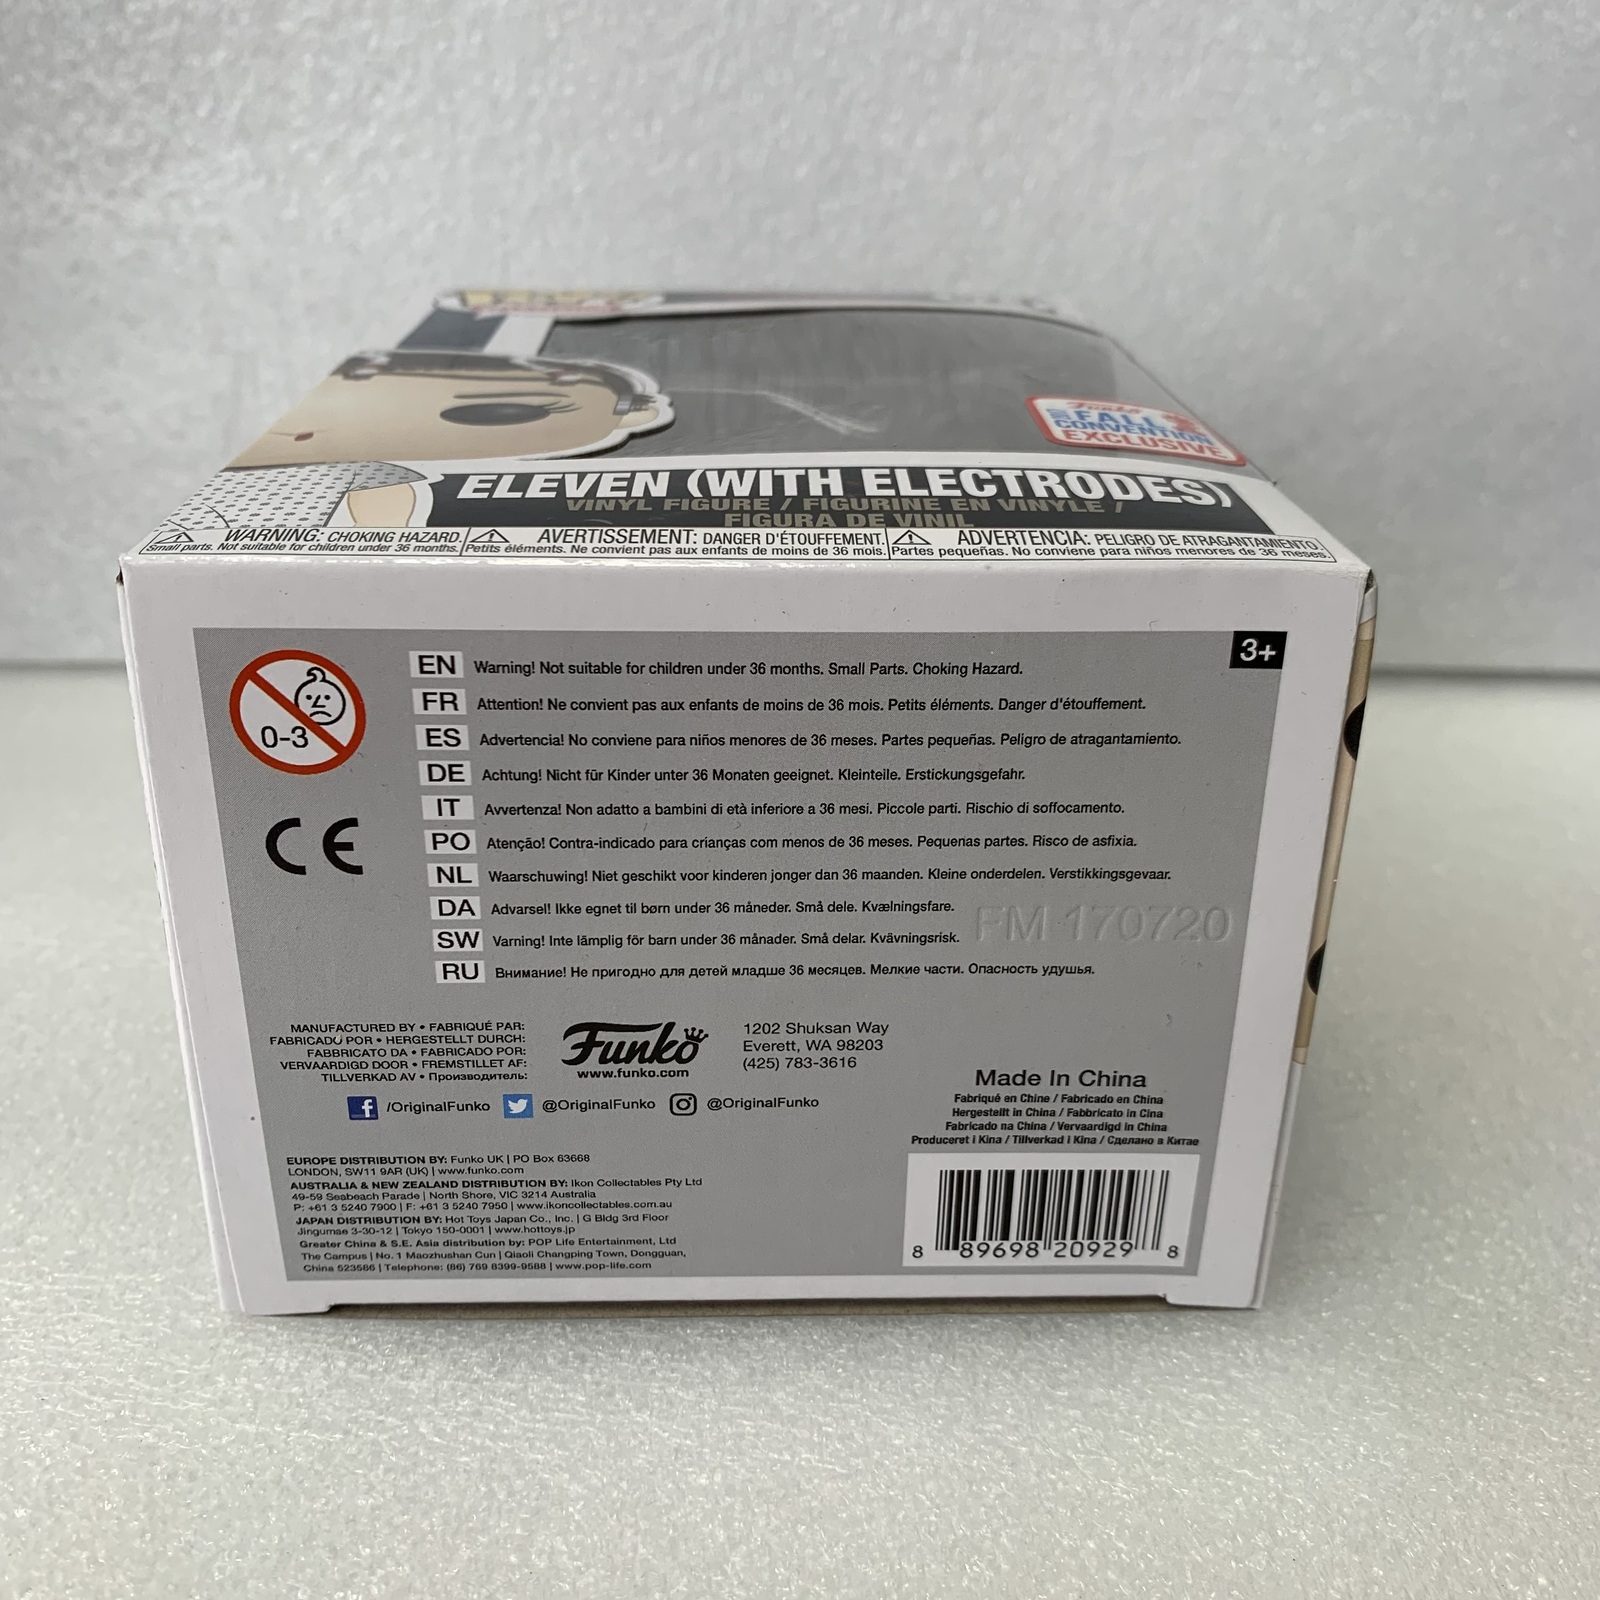 Funko
2017 FALL
CONVENTION
EXCLUSIVE
ELEVEN (WITH ELECTRODES)
VINYL FIGURE / FIGURINE EN VINYLE /
FIGURA DE VINIL
WARNING: CHOKING HAZARD.
Small parts. Not suitable for children under 36 months.
AVERTISSEMENT: DANGER D'ÉTOUFFEMENT.
Petits éléments. Ne convient pas aux enfants de moins de 36 mois.
ADVERTENCIA: PELIGRO DE ATRAGANTAMIENTO.
Partes pequeñas. No conviene para niños menores de 36 meses.
3+
0-3
CE
EN Warning! Not suitable for children under 36 months. Small Parts. Choking Hazard.
FR Attention! Ne convient pas aux enfants de moins de 36 mois. Petits éléments. Danger d'étouffement.
ES Advertencia! No conviene para niños menores de 36 meses. Partes pequeñas. Peligro de atragantamiento.
DE Achtung! Nicht für Kinder unter 36 Monaten geeignet. Kleinteile. Erstickungsgefahr.
IT Avvertenza! Non adatto a bambini di età inferiore a 36 mesi. Piccole parti. Rischio di soffocamento.
PO Atenção! Contra-indicado para crianças com menos de 36 meses. Pequenas partes. Risco de asfixia.
NL Waarschuwing! Niet geschikt voor kinderen jonger dan 36 maanden. Kleine onderdelen. Verstikkingsgevaar.
DA Advarsel! Ikke egnet til børn under 36 måneder. Små dele. Kvælningsfare.
SW Varning! Inte lämplig för barn under 36 månader. Små delar. Kvävningsrisk.
RU Внимание! Не пригодно для детей младше 36 месяцев. Мелкие части. Опасность удушья.
FM 170720
MANUFACTURED BY • FABRIQUÉ PAR:
FABRICADO POR • HERGESTELLT DURCH:
FABBRICATO DA • FABRICADO POR:
VERVAARDIGD DOOR • FREMSTILLET AF:
TILLVERKAD AV • Производитель:
Funko
www.funko.com
1202 Shuksan Way
Everett, WA 98203
(425) 783-3616
/OriginalFunko @OriginalFunko @OriginalFunko
Made In China
Fabriqué en Chine / Fabricado en China
Hergestellt in China / Fabbricato in Cina
Fabricado na China / Vervaardigd in China
Produceret i Kina / Tillverkad i Kina / Сделано в Китае
EUROPE DISTRIBUTION BY: Funko UK | PO Box 63668
LONDON, SW11 9AR (UK) | www.funko.com
AUSTRALIA & NEW ZEALAND DISTRIBUTION BY: Ikon Collectables Pty Ltd
49-59 Seabeach Parade | North Shore, VIC 3214 Australia
P: +61 3 5240 7900 | F: +61 3 5240 7950 | www.ikoncollectables.com.au
JAPAN DISTRIBUTION BY: Hot Toys Japan Co., Inc. | G Bldg 3rd Floor
Jingumae 3-30-12 | Tokyo 150-0001 | www.hottoys.jp
Greater China & S.E. Asia distribution by: POP Life Entertainment, Ltd
The Campus | No. 1 Maozhushan Cun | Qiaoli Changping Town, Dongguan,
China 523586 | Telephone: (86) 769 8399-9588 | www.pop-life.com
8 89698 20929 8